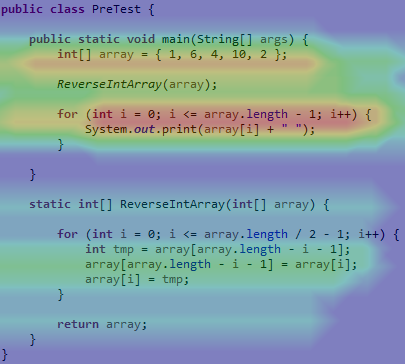 public class PreTest {
public static void main(String[] args) {
int[] array = { 1, 6, 4, 10, 2 };
ReverseIntArray(array);
for (int i = 0; i <= array.length - 1; i++) {
System.out.print(array[i] + " ");
}
}
static int[] ReverseIntArray(int[] array) {
for (int i = 0; i <= array.length / 2 - 1; i++) {
int tmp = array[array.length - i - 1];
array[array.length - i - 1] = array[i];
array[i] = tmp;
}
return array;
}
}